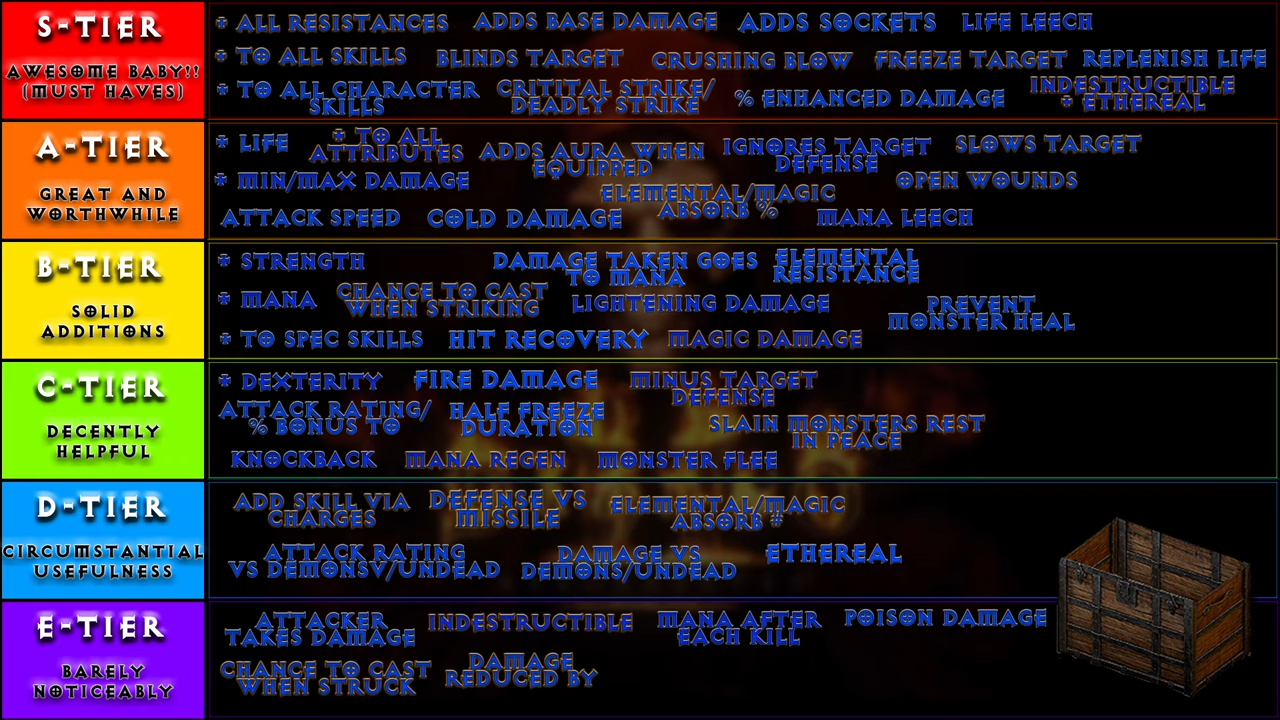 S-TIER
AWESOME BABY!!
(MUST HAVES)
+ ALL RESISTANCES
ADDS BASE DAMAGE
ADDS SOCKETS
LIFE LEECH
+ TO ALL SKILLS
BLINDS TARGET
CRUSHING BLOW
FREEZE TARGET
REPLENISH LIFE
+ TO ALL CHARACTER
SKILLS
CRITITAL STRIKE/
DEADLY STRIKE
% ENHANCED DAMAGE
INDESTRUCTIBLE
+ ETHEREAL
A-TIER
GREAT AND
WORTHWHILE
+ LIFE
+ TO ALL
ATTRIBUTES
ADDS AURA WHEN
EQUIPPED
IGNORES TARGET
DEFENSE
SLOWS TARGET
+ MIN/MAX DAMAGE
ELEMENTAL/MAGIC
ABSORB %
OPEN WOUNDS
ATTACK SPEED
COLD DAMAGE
MANA LEECH
B-TIER
SOLID
ADDITIONS
+ STRENGTH
DAMAGE TAKEN GOES
TO MANA
ELEMENTAL
RESISTANCE
+ MANA
CHANCE TO CAST
WHEN STRIKING
LIGHTENING DAMAGE
PREVENT
MONSTER HEAL
+ TO SPEC SKILLS
HIT RECOVERY
MAGIC DAMAGE
C-TIER
DECENTLY
HELPFUL
+ DEXTERITY
FIRE DAMAGE
MINUS TARGET
DEFENSE
ATTACK RATING/
% BONUS TO
HALF FREEZE
DURATION
SLAIN MONSTERS REST
IN PEACE
KNOCKBACK
MANA REGEN
MONSTER FLEE
D-TIER
CIRCUMSTANTIAL
USEFULNESS
ADD SKILL VIA
CHARGES
DEFENSE VS
MISSILE
ELEMENTAL/MAGIC
ABSORB #
ATTACK RATING
VS DEMONSV/UNDEAD
DAMAGE VS
DEMONS/UNDEAD
ETHEREAL
E-TIER
BARELY
NOTICEABLY
ATTACKER
TAKES DAMAGE
INDESTRUCTIBLE
MANA AFTER
EACH KILL
POISON DAMAGE
CHANCE TO CAST
WHEN STRUCK
DAMAGE
REDUCED BY